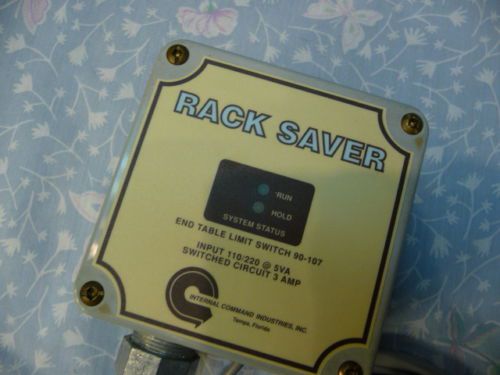 RACK SAVER
RUN
HOLD
SYSTEM STATUS
END TABLE LIMIT SWITCH 90-107
INPUT 110/220 @ 5VA
SWITCHED CIRCUIT 3 AMP
INTERNAL COMMAND INDUSTRIES, INC.
Tampa, Florida